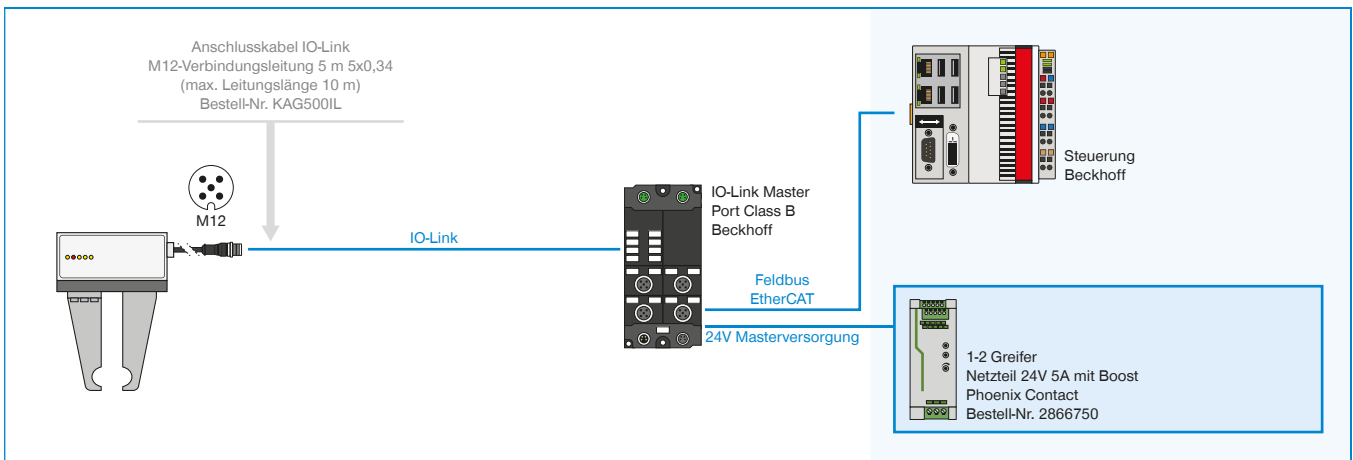 Anschlusskabel IO-Link
M12-Verbindungsleitung 5 m 5x0,34
(max. Leitungslänge 10 m)
Bestell-Nr. KAG500IL
M12
IO-Link
IO-Link Master
Port Class B
Beckhoff
Feldbus
EtherCAT
24V Masterversorgung
Steuerung
Beckhoff
1-2 Greifer
Netzteil 24V 5A mit Boost
Phoenix Contact
Bestell-Nr. 2866750